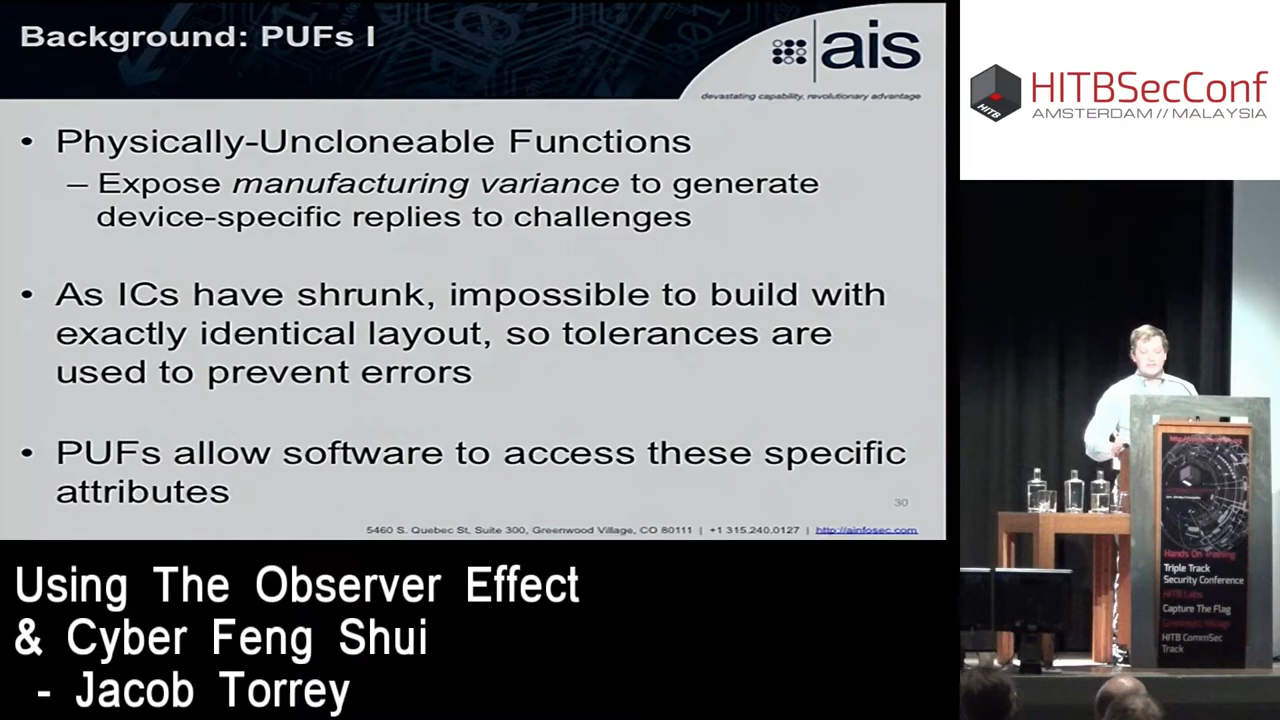 Background: PUFs I
ais
devastating capability, revolutionary advantage
• Physically-Uncloneable Functions
– Expose manufacturing variance to generate
device-specific replies to challenges
• As ICs have shrunk, impossible to build with
exactly identical layout, so tolerances are
used to prevent errors
• PUFs allow software to access these specific
attributes
30
5460 S. Quebec St, Suite 300, Greenwood Village, CO 80111 | +1 315.240.0127 | http://ainfosec.com
Using The Observer Effect
& Cyber Feng Shui
- Jacob Torrey
HITB
HITBSecConf
AMSTERDAM // MALAYSIA
Hands On Training
Triple Track
Security Conference
HITB Labs
Capture The Flag
HITB CommSec
Track